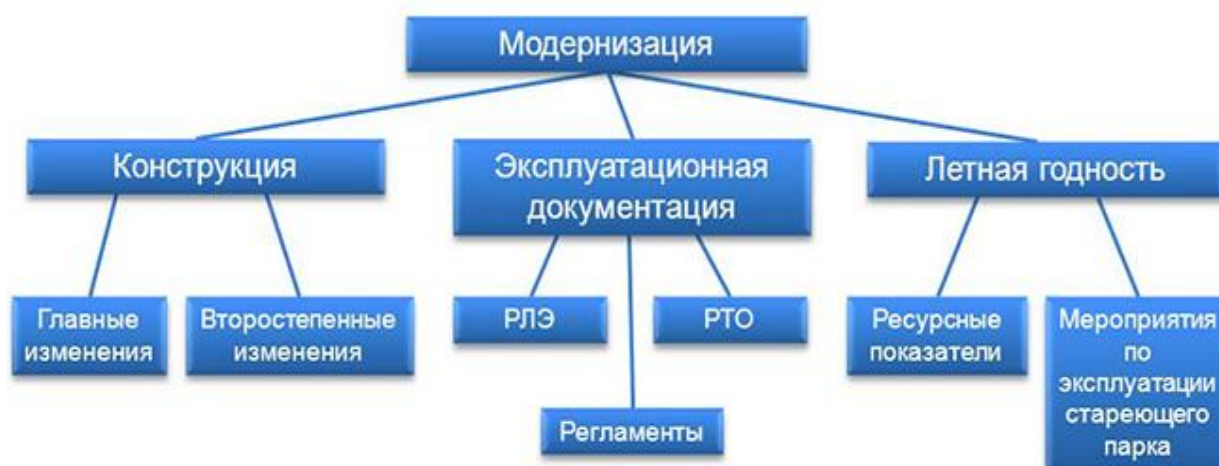 Модернизация
Конструкция
Эксплуатационная
документация
Летная годность
Главные
изменения
Второстепенные
изменения
РЛЭ
РТО
Регламенты
Ресурсные
показатели
Мероприятия
по
эксплуатации
стареющего
парка